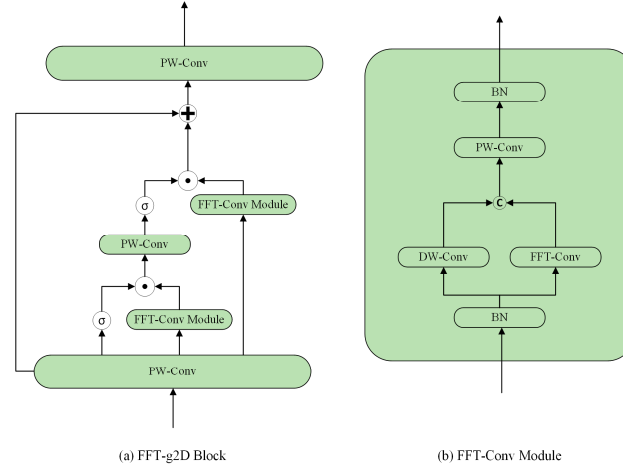 PW-Conv
FFT-Conv Module
σ
PW-Conv
FFT-Conv Module
σ
PW-Conv
(a) FFT-g2D Block
BN
PW-Conv
C
DW-Conv
FFT-Conv
BN
(b) FFT-Conv Module